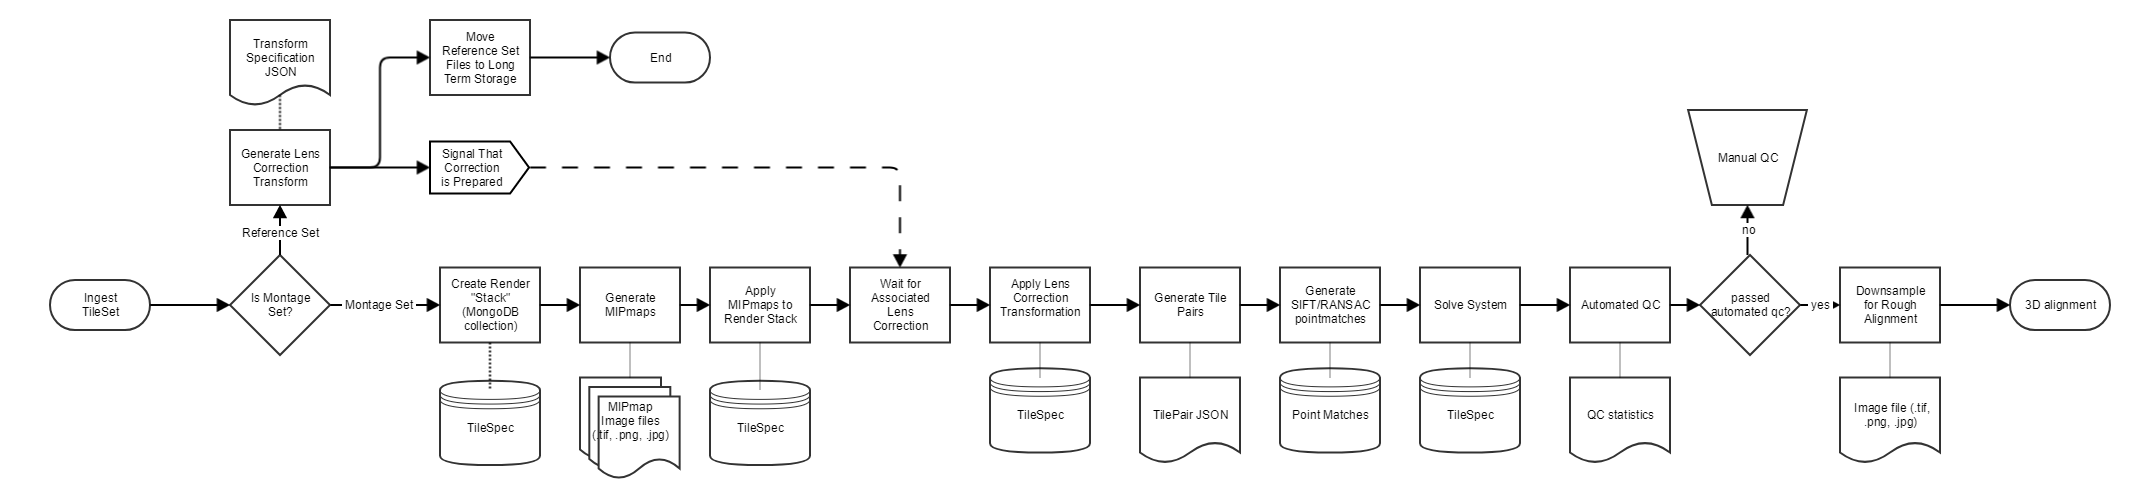 Transform
Specification
JSON
Move
Reference Set
Files to Long
Term Storage
End
Generate Lens
Correction
Transform
Signal That
Correction
is Prepared
Manual QC
Reference Set
no
Ingest
TileSet
Is Montage
Set?
Montage Set
Create Render
"Stack"
(MongoDB
collection)
Generate
MIPmaps
Apply
MIPmaps to
Render Stack
Wait for
Associated
Lens
Correction
Apply Lens
Correction
Transformation
Generate Tile
Pairs
Generate
SIFT/RANSAC
pointmatches
Solve System
Automated QC
passed
automated qc?
yes
Downsample
for Rough
Alignment
3D alignment
TileSpec
MIPmap
Image files
(.tif, .png, .jpg)
TileSpec
TileSpec
TilePair JSON
Point Matches
TileSpec
QC statistics
Image file (.tif,
.png, .jpg)